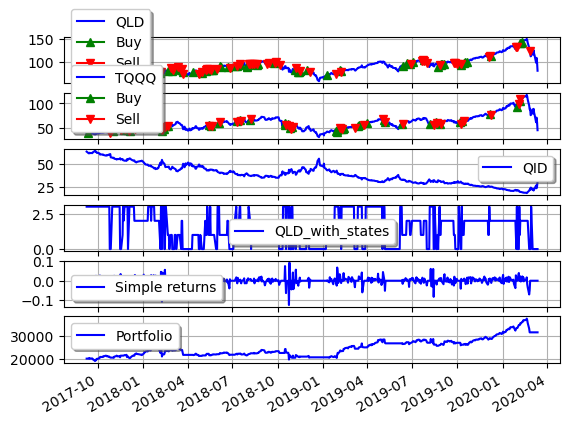 QLD
Buy
Sell
150
100
TQQQ
Buy
Sell
100
50
QID
50
25
QLD_with_states
2.5
0.0
Simple returns
0.1
0.0
−0.1
Portfolio
30000
20000
2017-10
2018-01
2018-04
2018-07
2018-10
2019-01
2019-04
2019-07
2019-10
2020-01
2020-04